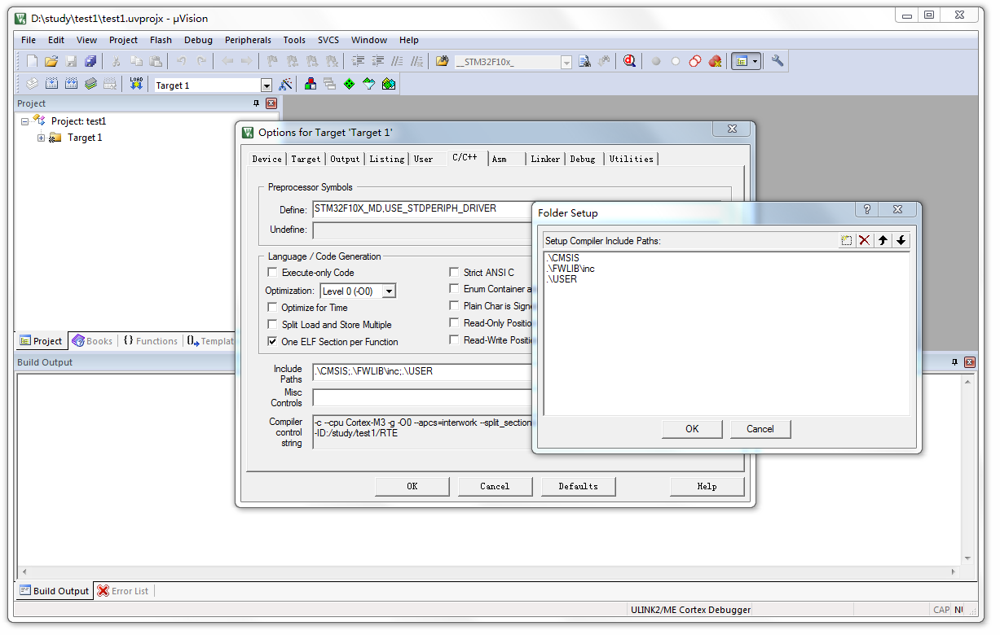 D:\study\test1\test1.uvprojx - µVision
File Edit View Project Flash Debug Peripherals Tools SVCS Window Help
__STM32F10x_
LOAD Target 1
Project
Project: test1
Target 1
Options for Target 'Target 1'
Device Target Output Listing User C/C++ Asm Linker Debug Utilities
Preprocessor Symbols
Define: STM32F10X_MD,USE_STDPERIPH_DRIVER
Undefine:
Language / Code Generation
Execute-only Code
Strict ANSI C
Optimization: Level 0 (-O0)
Enum Container a
Optimize for Time
Plain Char is Signe
Split Load and Store Multiple
Read-Only Positio
One ELF Section per Function
Read-Write Positi
Include Paths
.\CMSIS;.\FWLIB\inc;.\USER
Misc Controls
Compiler control string
-c --cpu Cortex-M3 -g -O0 --apcs=interwork --split_section
-ID:/study/test1/RTE
OK Cancel Defaults Help
Folder Setup
Setup Compiler Include Paths:
.\CMSIS
.\FWLIB\inc
.\USER
OK Cancel
Project Books {} Functions Templat
Build Output
Build Output Error List
ULINK2/ME Cortex Debugger CAP